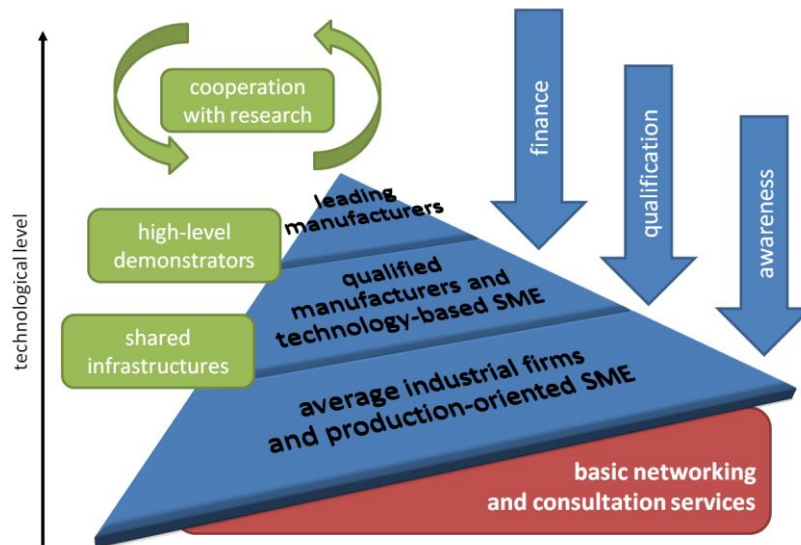 technological level
cooperation
with research
high-level
demonstrators
shared
infrastructures
leading
manufacturers
qualified
manufacturers and
technology-based SME
average industrial firms
and production-oriented SME
finance
qualification
awareness
basic networking
and consultation services